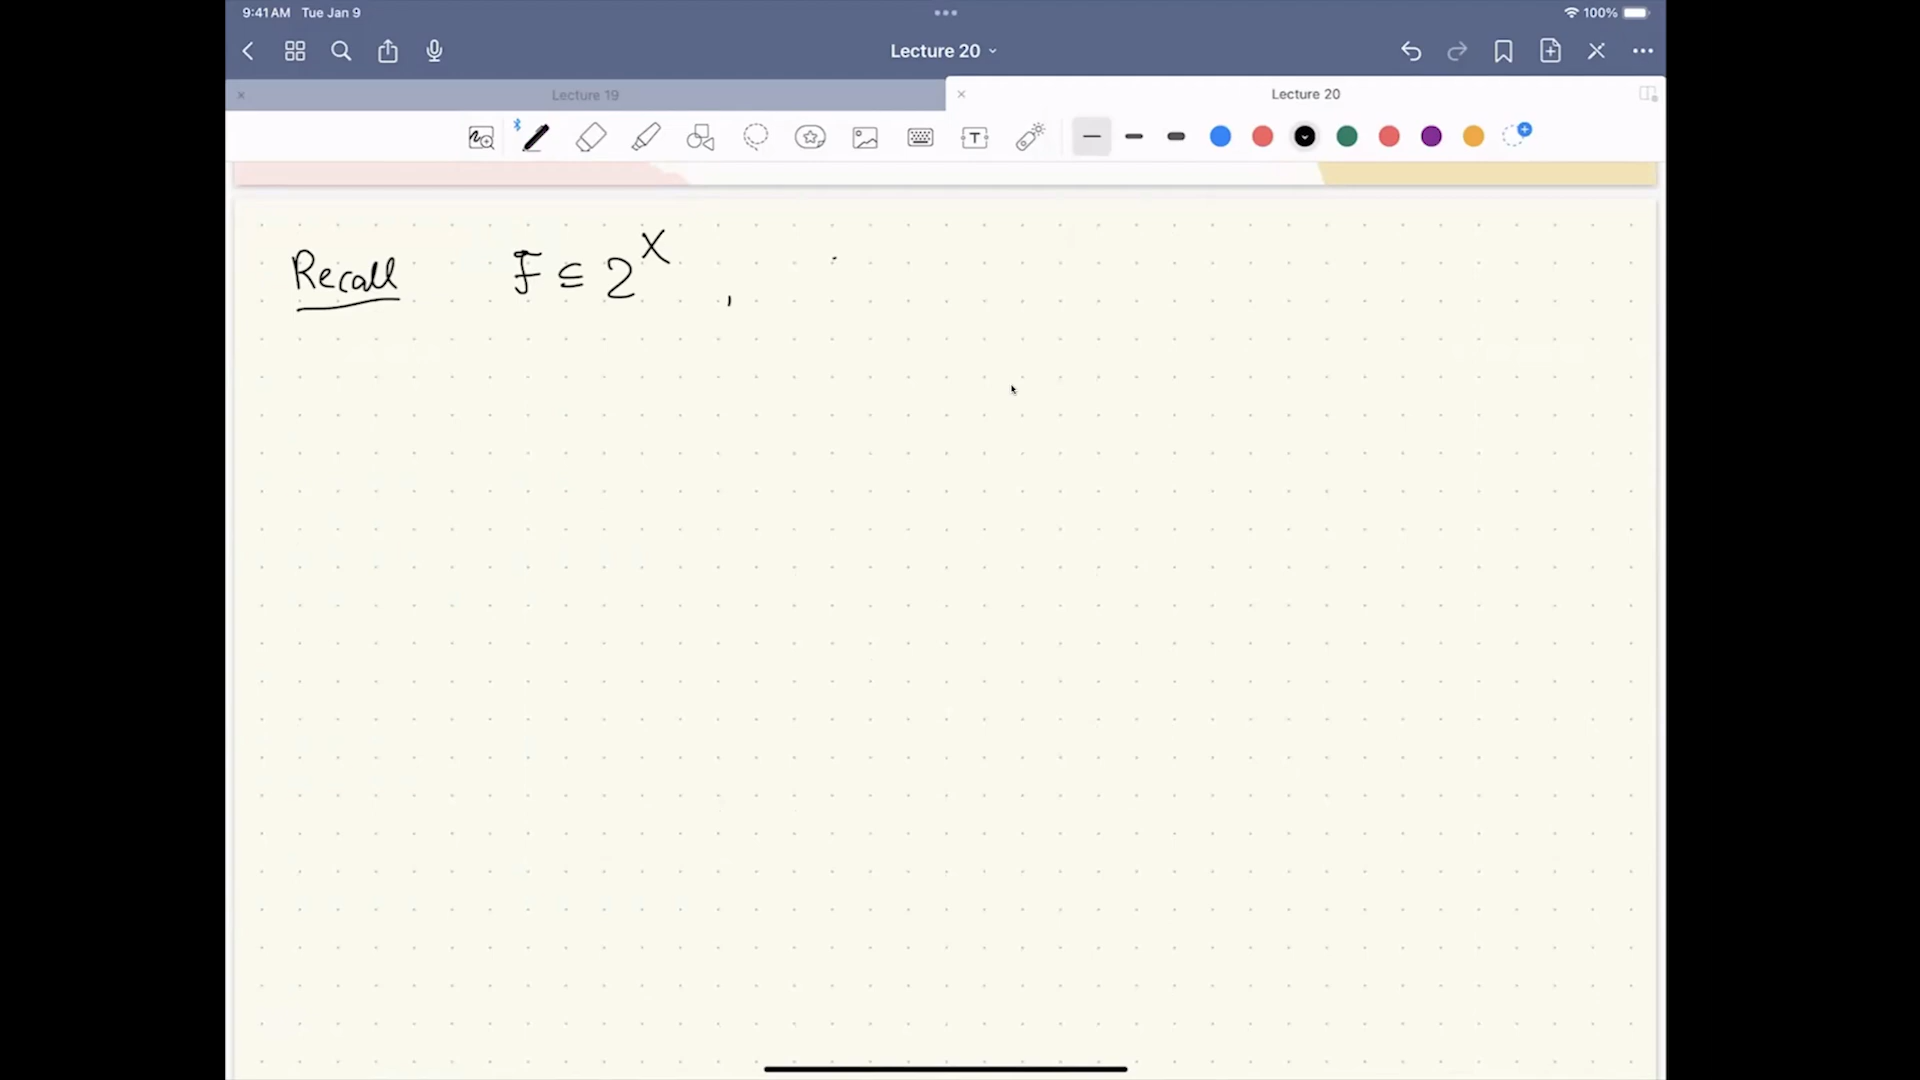 9:41 AM Tue Jan 9
100%
Lecture 20
Lecture 19
Lecture 20
T
Recall F ⊆ 2^X ,